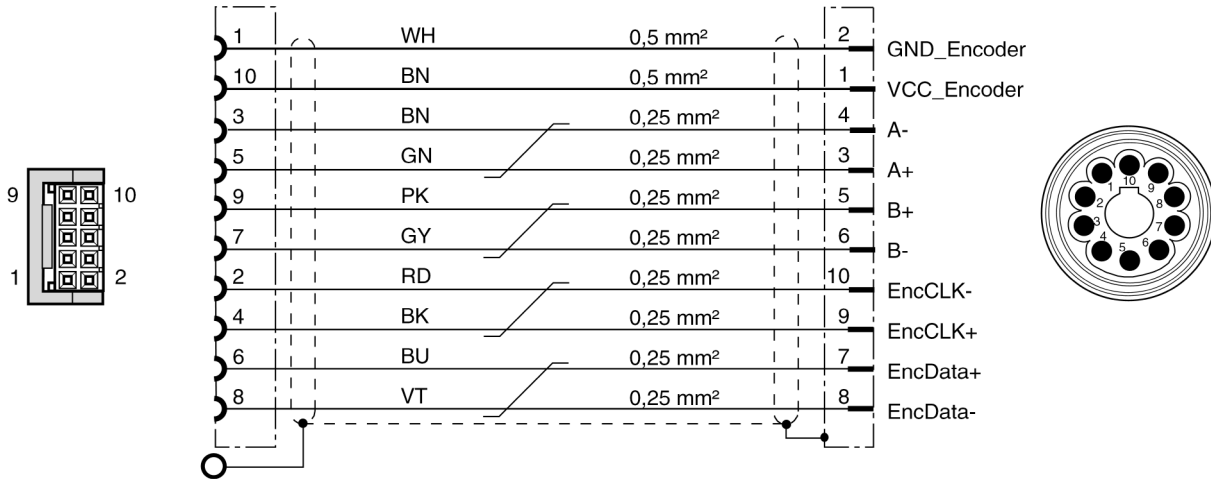 1 WH 0,5 mm² 2 GND_Encoder
10 BN 0,5 mm² 1 VCC_Encoder
3 BN 0,25 mm² 4 A-
5 GN 0,25 mm² 3 A+
9 PK 0,25 mm² 5 B+
7 GY 0,25 mm² 6 B-
2 RD 0,25 mm² 10 EncCLK-
4 BK 0,25 mm² 9 EncCLK+
6 BU 0,25 mm² 7 EncData+
8 VT 0,25 mm² 8 EncData-
9 10
1 2
1 10 9
2 8
3 7
4 5 6